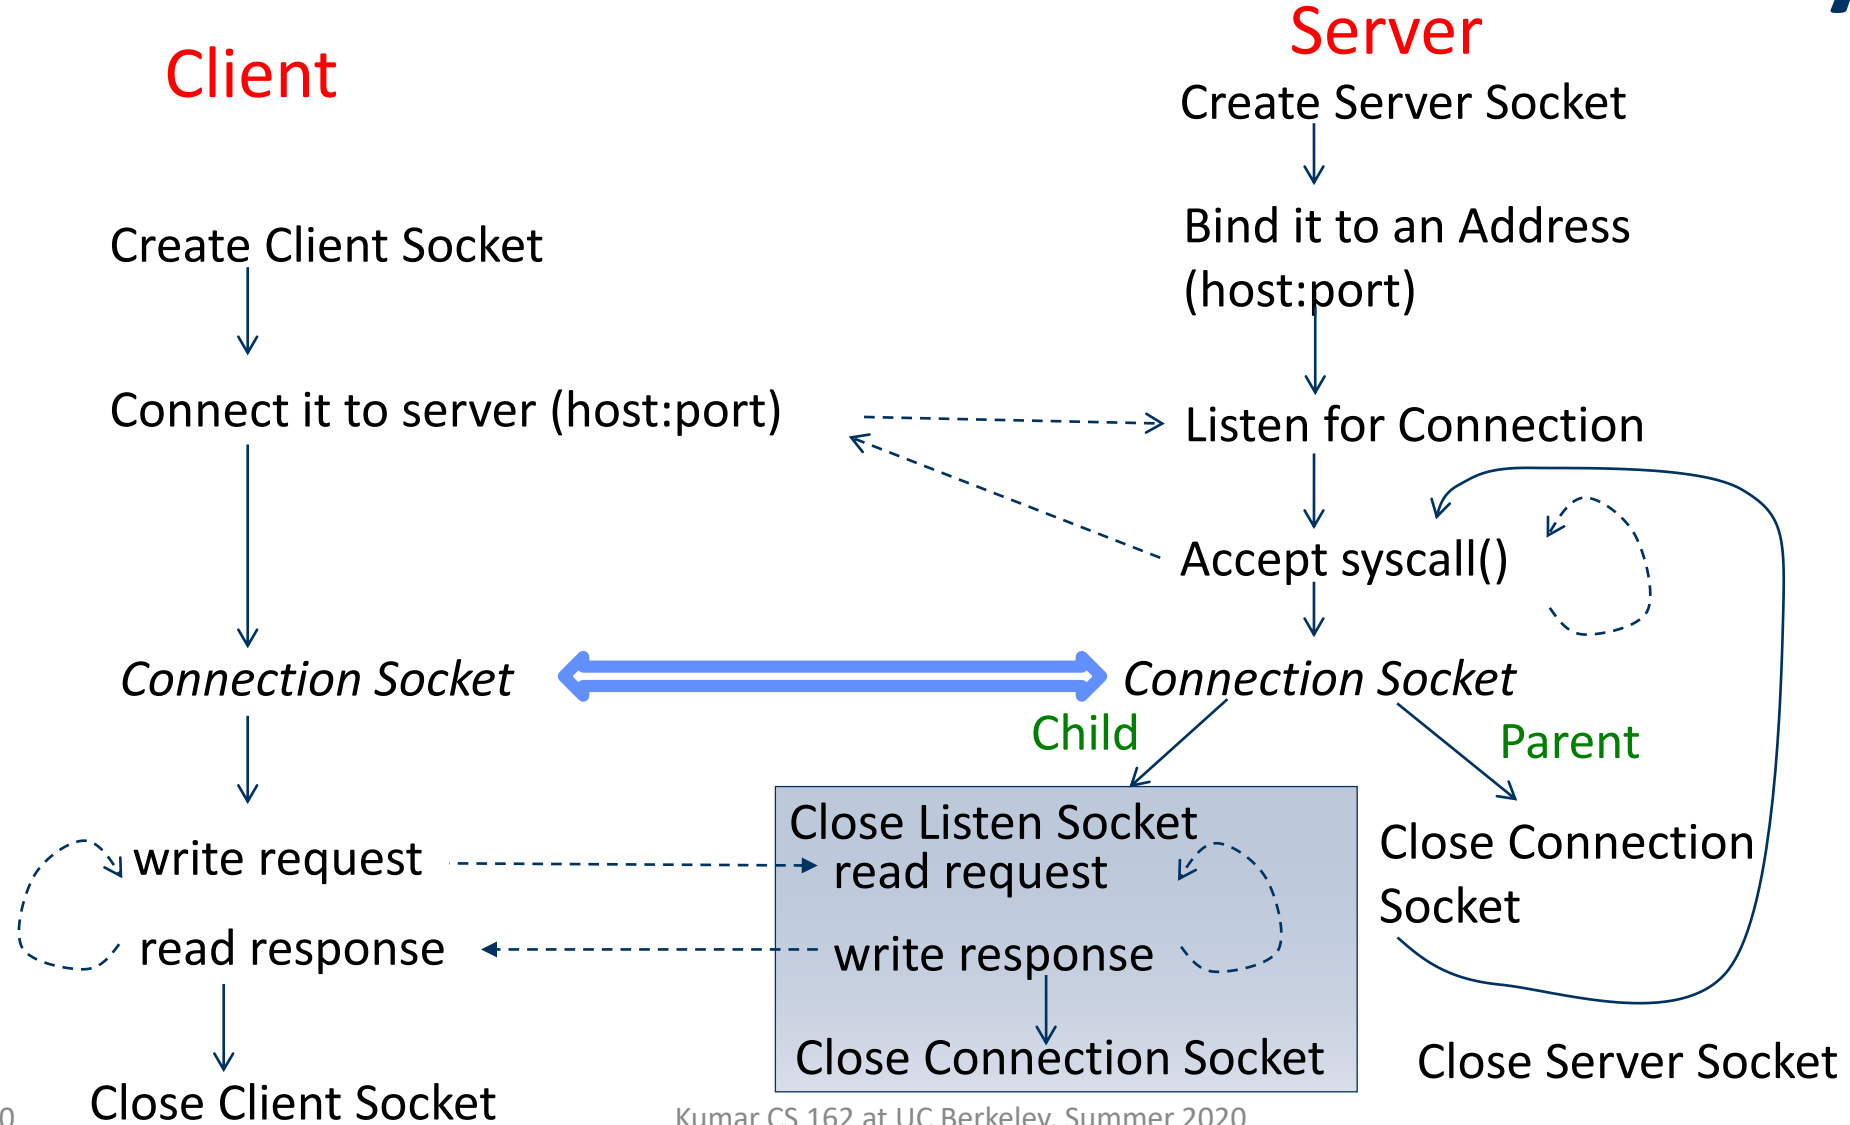 Client
Create Client Socket
Connect it to server (host:port)
Connection Socket
write request
read response
Close Client Socket
Server
Create Server Socket
Bind it to an Address
(host:port)
Listen for Connection
Accept syscall()
Connection Socket
Child
Parent
Close Listen Socket
read request
write response
Close Connection Socket
Close Connection
Socket
Close Server Socket
0
Kumar CS 162 at UC Berkeley, Summer 2020